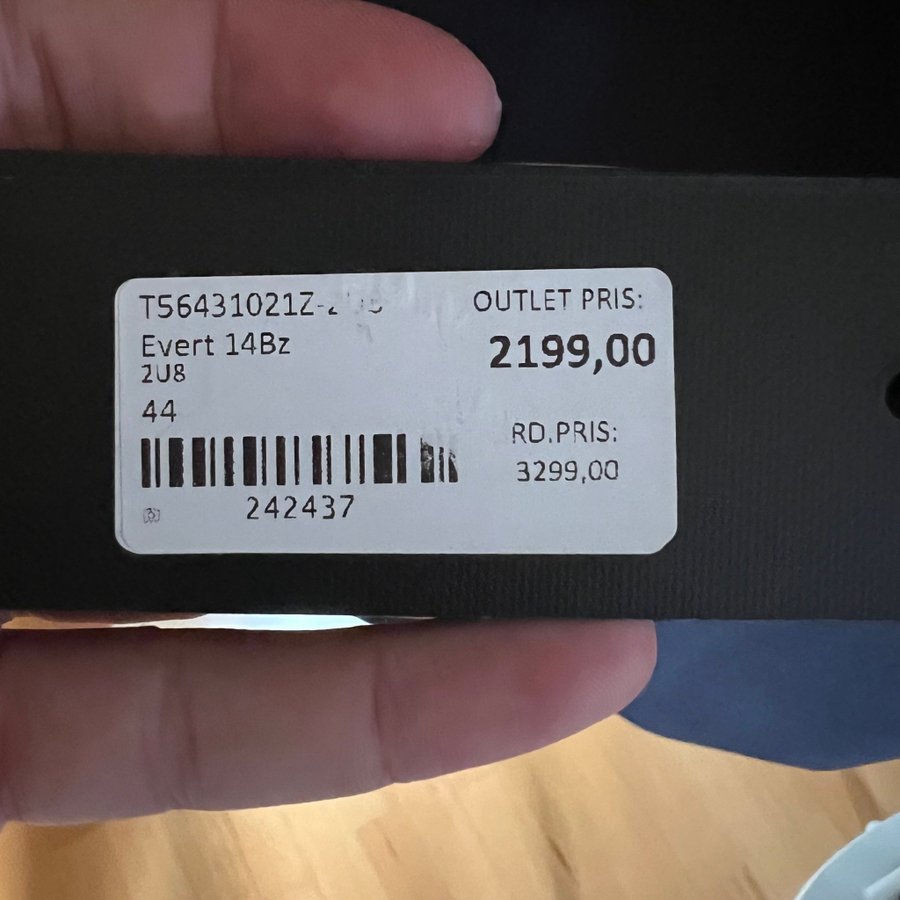 T56431021Z-
Evert 14Bz
2U8
44
242437
OUTLET PRIS:
2199,00
RD.PRIS:
3299,00